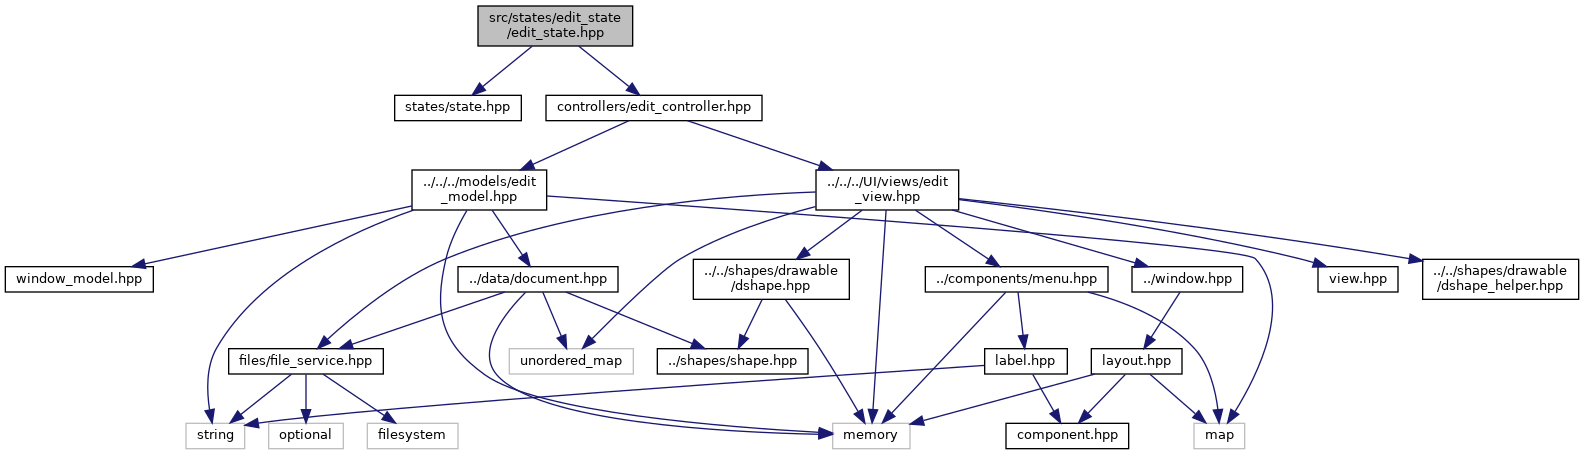 src/states/edit_state
/edit_state.hpp
states/state.hpp
controllers/edit_controller.hpp
../../../models/edit
_model.hpp
../../../UI/views/edit
_view.hpp
window_model.hpp
../data/document.hpp
../../shapes/drawable
/dshape.hpp
../components/menu.hpp
../window.hpp
view.hpp
../../shapes/drawable
/dshape_helper.hpp
files/file_service.hpp
unordered_map
../shapes/shape.hpp
label.hpp
layout.hpp
string
optional
filesystem
memory
component.hpp
map